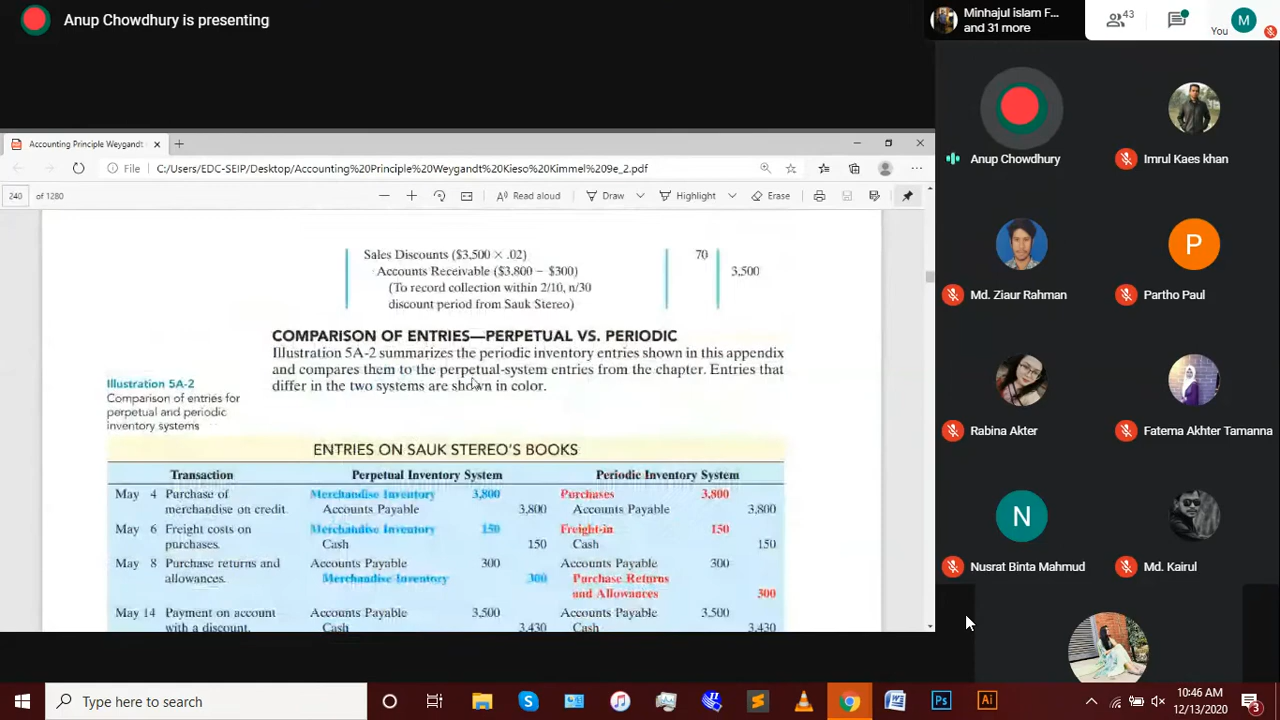 Anup Chowdhury is presenting
Minhajul islam F...
and 31 more
43
You
M
Accounting Principle Weygandt
File
C:/Users/EDC-SEIP/Desktop/Accounting%20Principle%20Weygandt%20Kieso%20Kimmel%209e_2.pdf
240 of 1280
Read aloud
Draw
Highlight
Erase
Sales Discounts ($3,500 × .02) 70
Accounts Receivable ($3,800 − $300) 3,500
(To record collection within 2/10, n/30
discount period from Sauk Stereo)
COMPARISON OF ENTRIES—PERPETUAL VS. PERIODIC
Illustration 5A-2 summarizes the periodic inventory entries shown in this appendix
and compares them to the perpetual-system entries from the chapter. Entries that
differ in the two systems are shown in color.
Illustration 5A-2
Comparison of entries for
perpetual and periodic
inventory systems
ENTRIES ON SAUK STEREO'S BOOKS
Transaction Perpetual Inventory System Periodic Inventory System
May 4 Purchase of Merchandise Inventory 3,800 Purchases 3,800
merchandise on credit. Accounts Payable 3,800 Accounts Payable 3,800
May 6 Freight costs on Merchandise Inventory 150 Freight-in 150
purchases. Cash 150 Cash 150
May 8 Purchase returns and Accounts Payable 300 Accounts Payable 300
allowances. Merchandise Inventory 300 Purchase Returns
and Allowances 300
May 14 Payment on account Accounts Payable 3,500 Accounts Payable 3,500
with a discount. Cash 3,430 Cash 3,430
Anup Chowdhury
Imrul Kaes khan
P
Md. Ziaur Rahman
Partho Paul
Rabina Akter
Fatema Akhter Tamanna
N
Nusrat Binta Mahmud
Md. Kairul
Type here to search
Ps
Ai
10:46 AM
12/13/2020
3